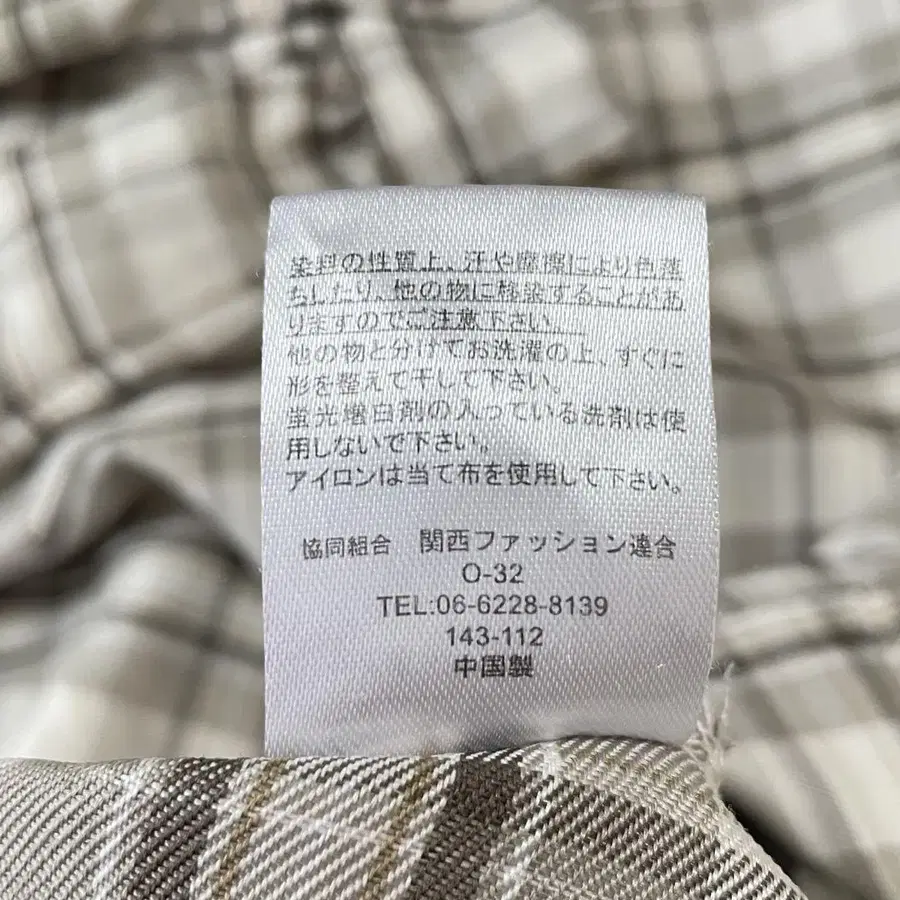 染料の性質上、汗や摩擦により色落
ちしたり、他の物に移染することがあ
りますのでご注意下さい。
他の物と分けてお洗濯の上、すぐに
形を整えて干して下さい。
蛍光増白剤の入っている洗剤は使
用しないで下さい。
アイロンは当て布を使用して下さい。
協同組合 関西ファッション連合
O-32
TEL:06-6228-8139
143-112
中国製